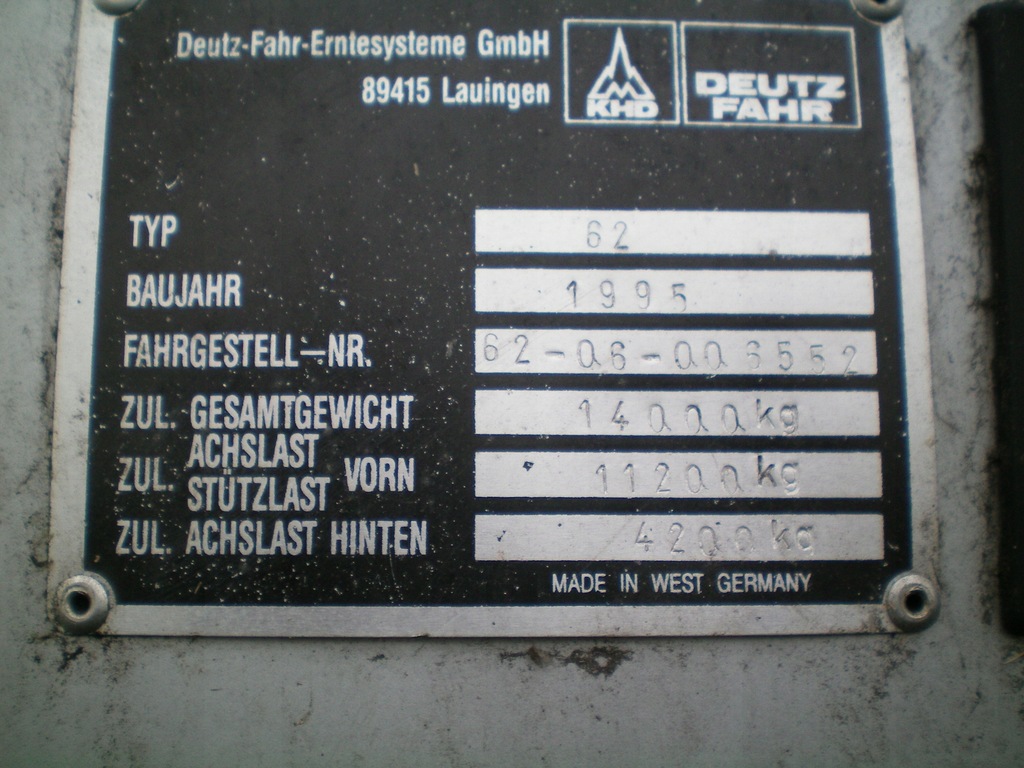 Deutz-Fahr-Erntesysteme GmbH
89415 Lauingen
KHD
DEUTZ
FAHR
TYP 62
BAUJAHR 1995
FAHRGESTELL-NR. 62-06-006552
ZUL. GESAMTGEWICHT 14000kg
ZUL. ACHSLAST STÜTZLAST VORN 11200kg
ZUL. ACHSLAST HINTEN 4200kg
MADE IN WEST GERMANY